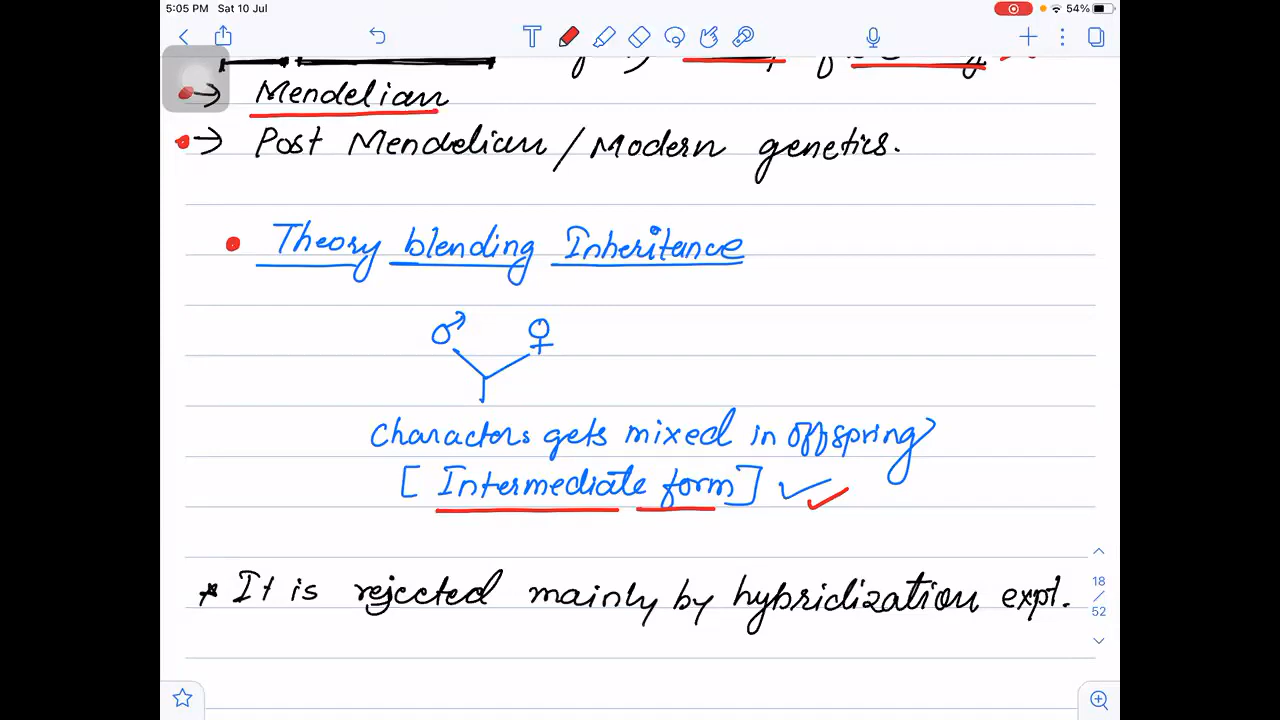 5:05 PM Sat 10 Jul
54%
→ Mendelian
→ Post Mendelian / Modern genetics.
Theory blending Inheritance
♂ ♀
Characters gets mixed in offspring
[Intermediate form] ✓✓
* It is rejected mainly by hybridization expt.
18
/
52